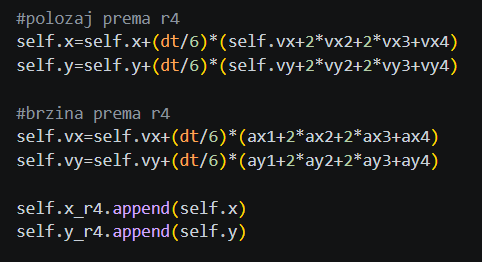 #polozaj prema r4
self.x=self.x+(dt/6)*(self.vx+2*vx2+2*vx3+vx4)
self.y=self.y+(dt/6)*(self.vy+2*vy2+2*vy3+vy4)
#brzina prema r4
self.vx=self.vx+(dt/6)*(ax1+2*ax2+2*ax3+ax4)
self.vy=self.vy+(dt/6)*(ay1+2*ay2+2*ay3+ay4)
self.x_r4.append(self.x)
self.y_r4.append(self.y)